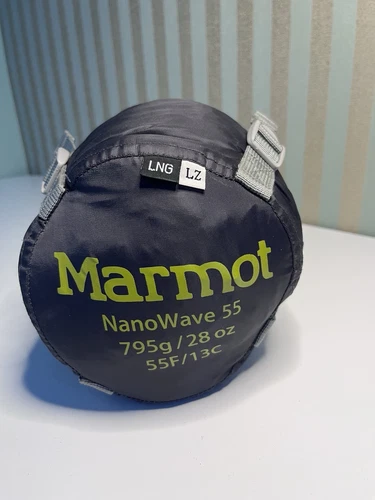 LNG LZ
Marmot
NanoWave 55
795g/28 oz
55F/13C